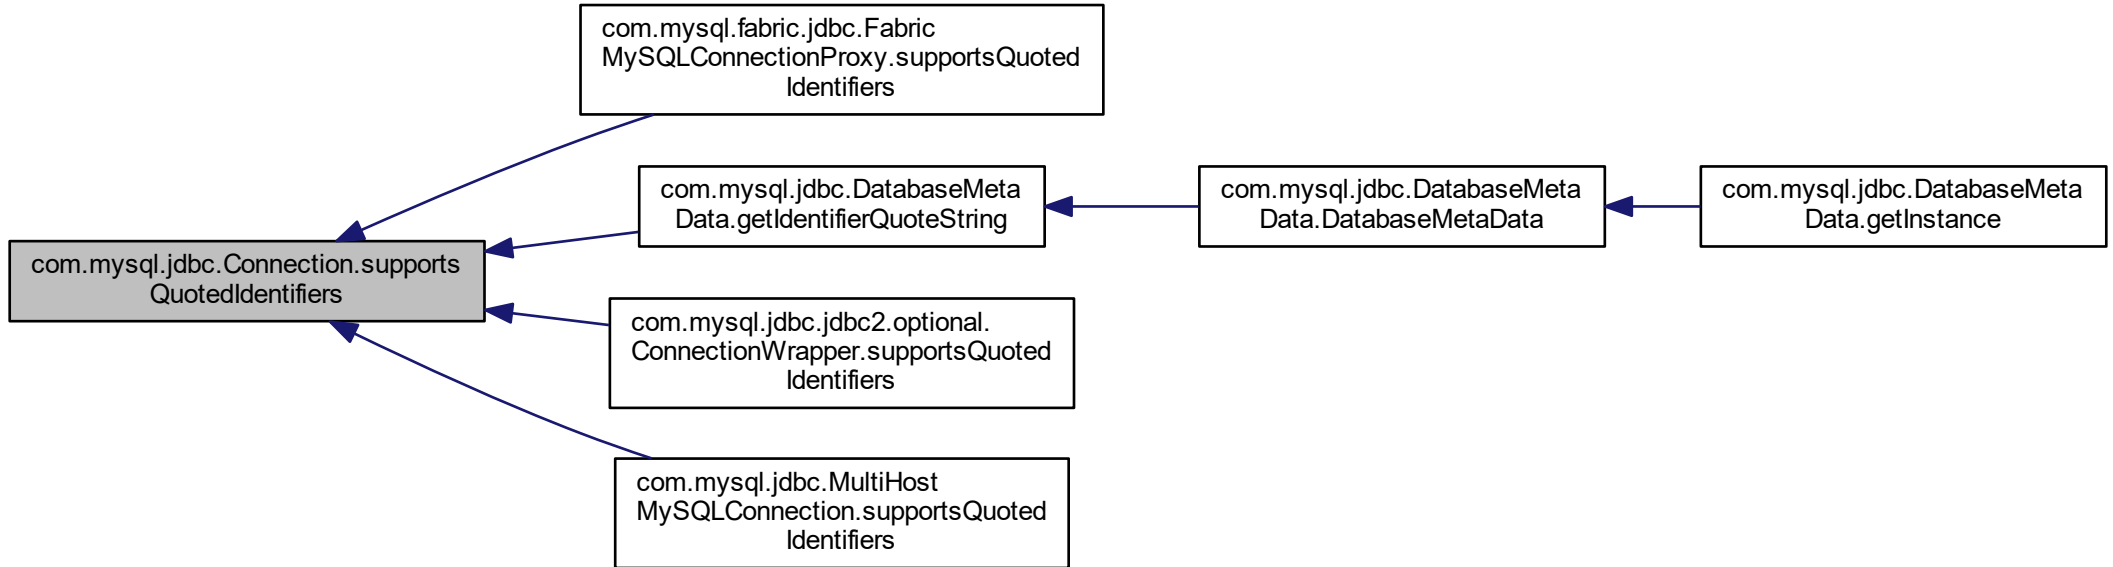 com.mysql.fabric.jdbc.Fabric
MySQLConnectionProxy.supportsQuoted
Identifiers
com.mysql.jdbc.DatabaseMeta
Data.getIdentifierQuoteString
com.mysql.jdbc.DatabaseMeta
Data.DatabaseMetaData
com.mysql.jdbc.DatabaseMeta
Data.getInstance
com.mysql.jdbc.Connection.supports
QuotedIdentifiers
com.mysql.jdbc.jdbc2.optional.
ConnectionWrapper.supportsQuoted
Identifiers
com.mysql.jdbc.MultiHost
MySQLConnection.supportsQuoted
Identifiers